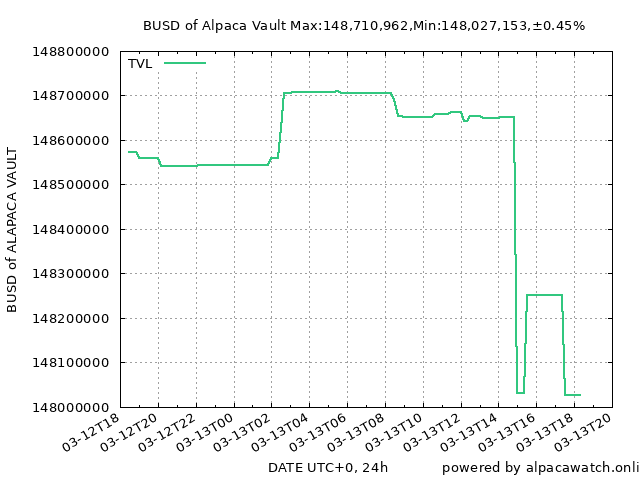 BUSD of Alpaca Vault Max:148,710,962,Min:148,027,153,±0.45%
TVL
148800000
148700000
148600000
148500000
148400000
148300000
148200000
148100000
148000000
BUSD of ALAPACA VAULT
03-12T18
03-12T20
03-12T22
03-13T00
03-13T02
03-13T04
03-13T06
03-13T08
03-13T10
03-13T12
03-13T14
03-13T16
03-13T18
03-13T20
DATE UTC+0, 24h
powered by alpacawatch.onli